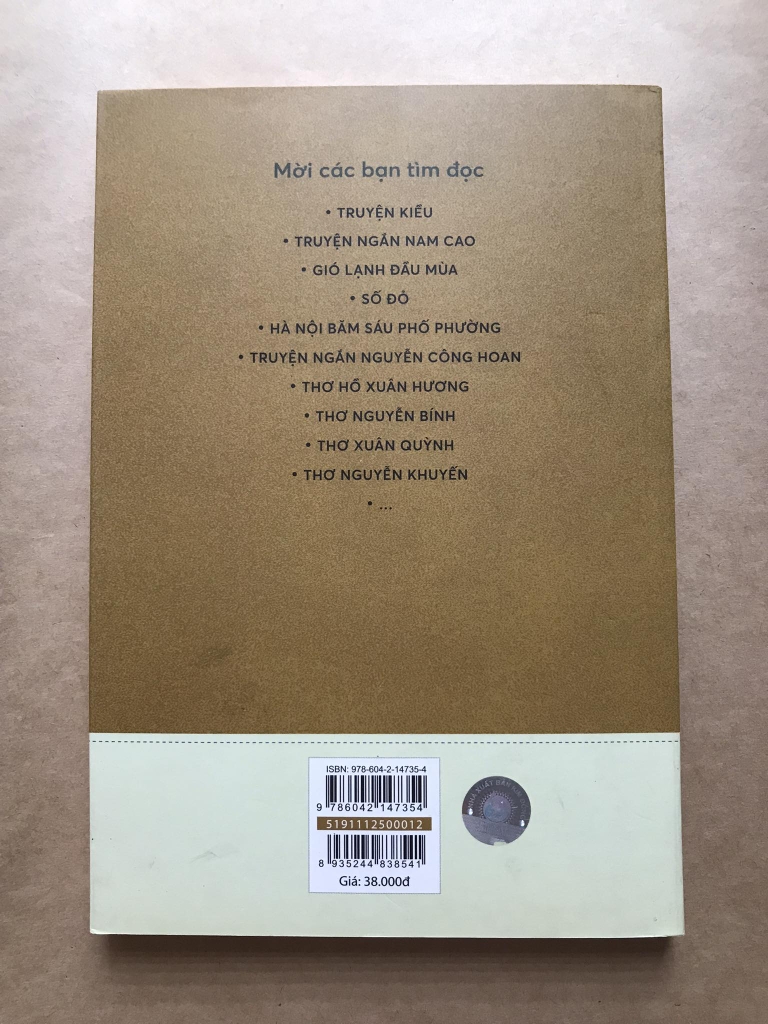 Mời các bạn tìm đọc
• TRUYỆN KIỀU
• TRUYỆN NGẮN NAM CAO
• GIÓ LẠNH ĐẦU MÙA
• SỐ ĐỎ
• HÀ NỘI BĂM SÁU PHỐ PHƯỜNG
• TRUYỆN NGẮN NGUYỄN CÔNG HOAN
• THƠ HỒ XUÂN HƯƠNG
• THƠ NGUYỄN BÍNH
• THƠ XUÂN QUỲNH
• THƠ NGUYỄN KHUYẾN
• ...
ISBN: 978-604-2-14735-4
9 786042 147354
5191112500012
8 935244 838541
Giá: 38.000đ
NHÀ XUẤT BẢN